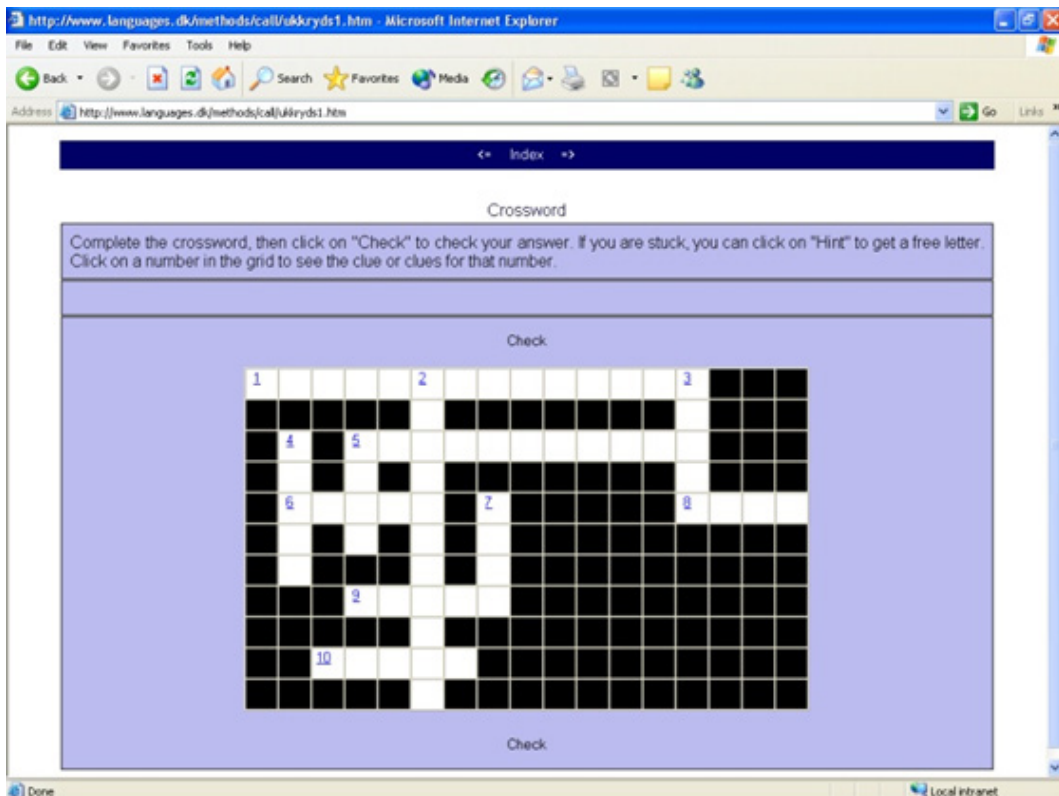 http://www.languages.dk/methods/call/ukkryds1.htm - Microsoft Internet Explorer
File Edit View Favorites Tools Help
Back Search Favorites Media
Address http://www.languages.dk/methods/call/ukkryds1.htm Go Links »
<= Index =>
Crossword
Complete the crossword, then click on "Check" to check your answer. If you are stuck, you can click on "Hint" to get a free letter.
Click on a number in the grid to see the clue or clues for that number.
Check
1 2 3
4 5
6 7 8
9
10
Check
Done Local intranet